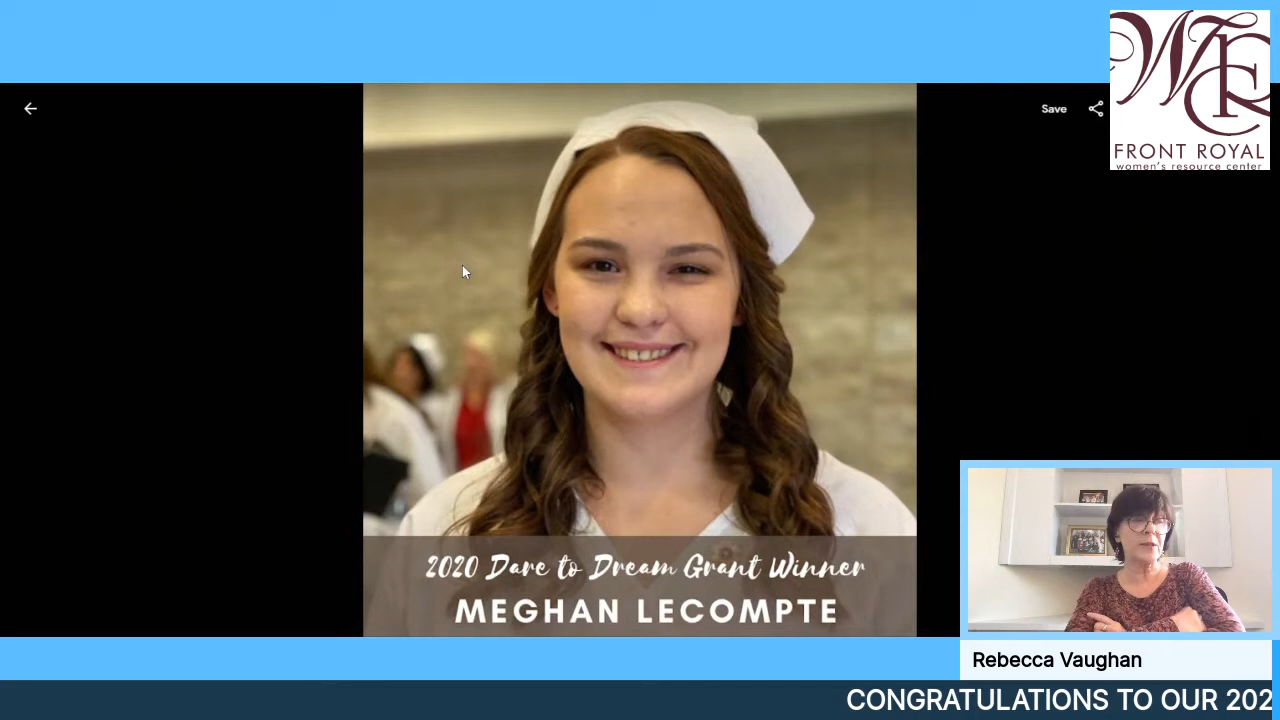 WRC
FRONT ROYAL
women's resource center
Save
2020 Dare to Dream Grant Winner
MEGHAN LECOMPTE
Rebecca Vaughan
CONGRATULATIONS TO OUR 202